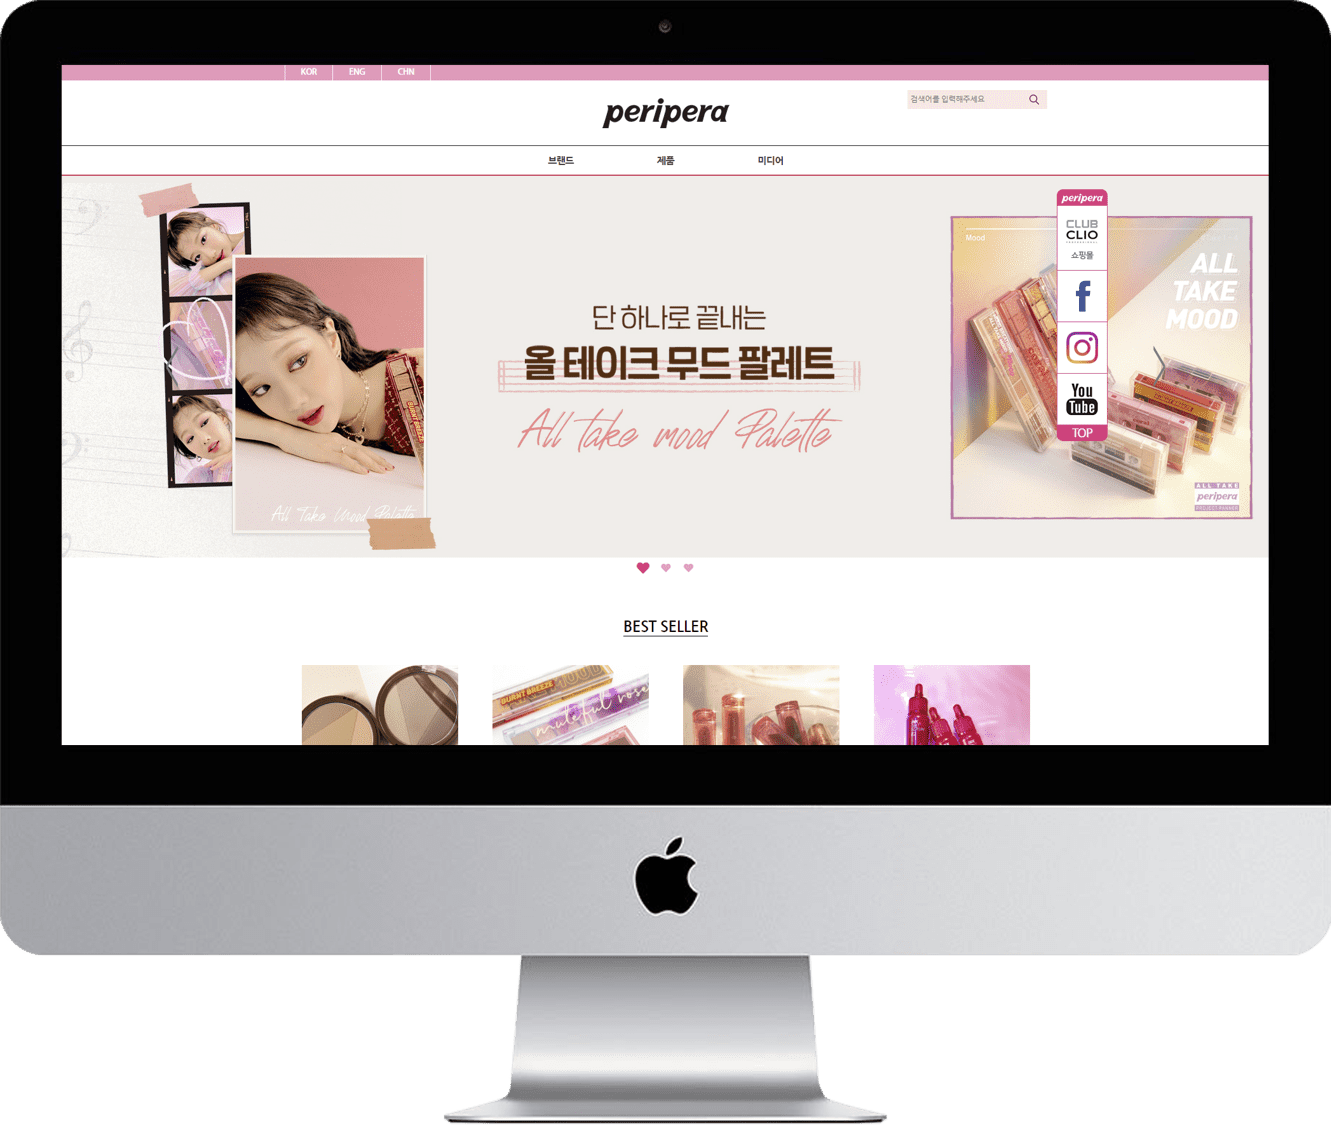 KOR
ENG
CHN
peripera
검색어를 입력해주세요
브랜드
제품
미디어
단 하나로 끝내는
올 테이크 무드 팔레트
All take mood Palette
All Take Mood Palette
peripera
CLUB
CLIO
쇼핑몰
f
You
Tube
TOP
Mood
ALL
TAKE
MOOD
ALL TAKE
peripera
BEST SELLER
BURNT BREEZE
muteful rose